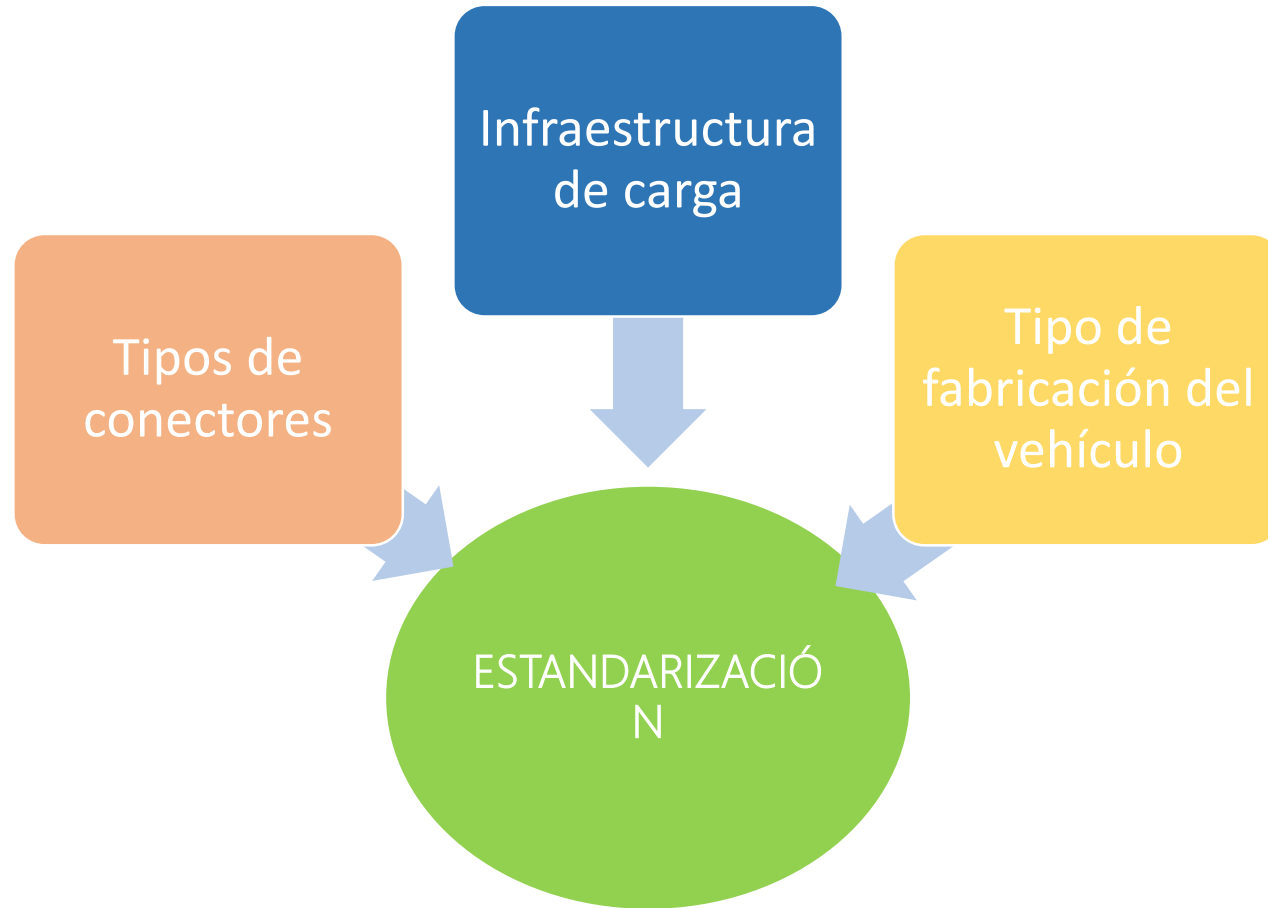 Infraestructura
de carga
Tipos de
conectores
Tipo de
fabricación del
vehículo
ESTANDARIZACIÓ
N